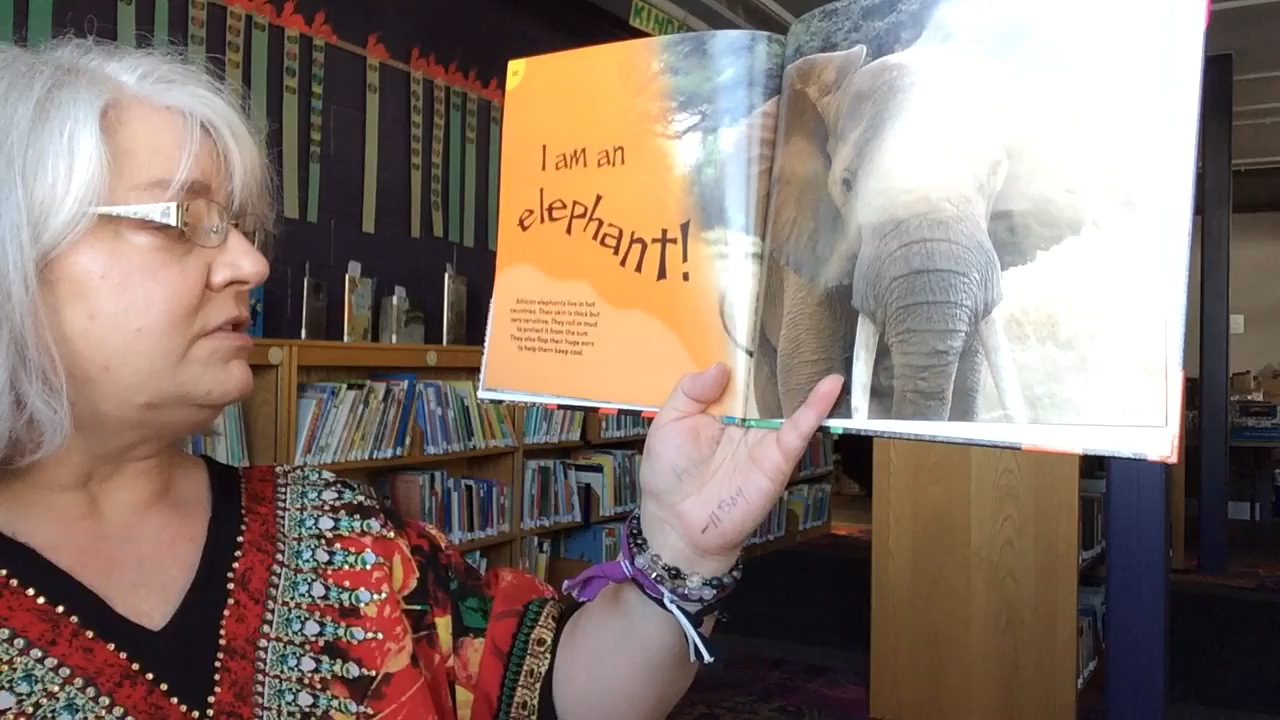 KIND
I am an
elephant!
African elephants live in hot
countries. Their skin is thick but
very sensitive. They roll in mud
to protect it from the sun.
They also flap their huge ears
to help them keep cool.